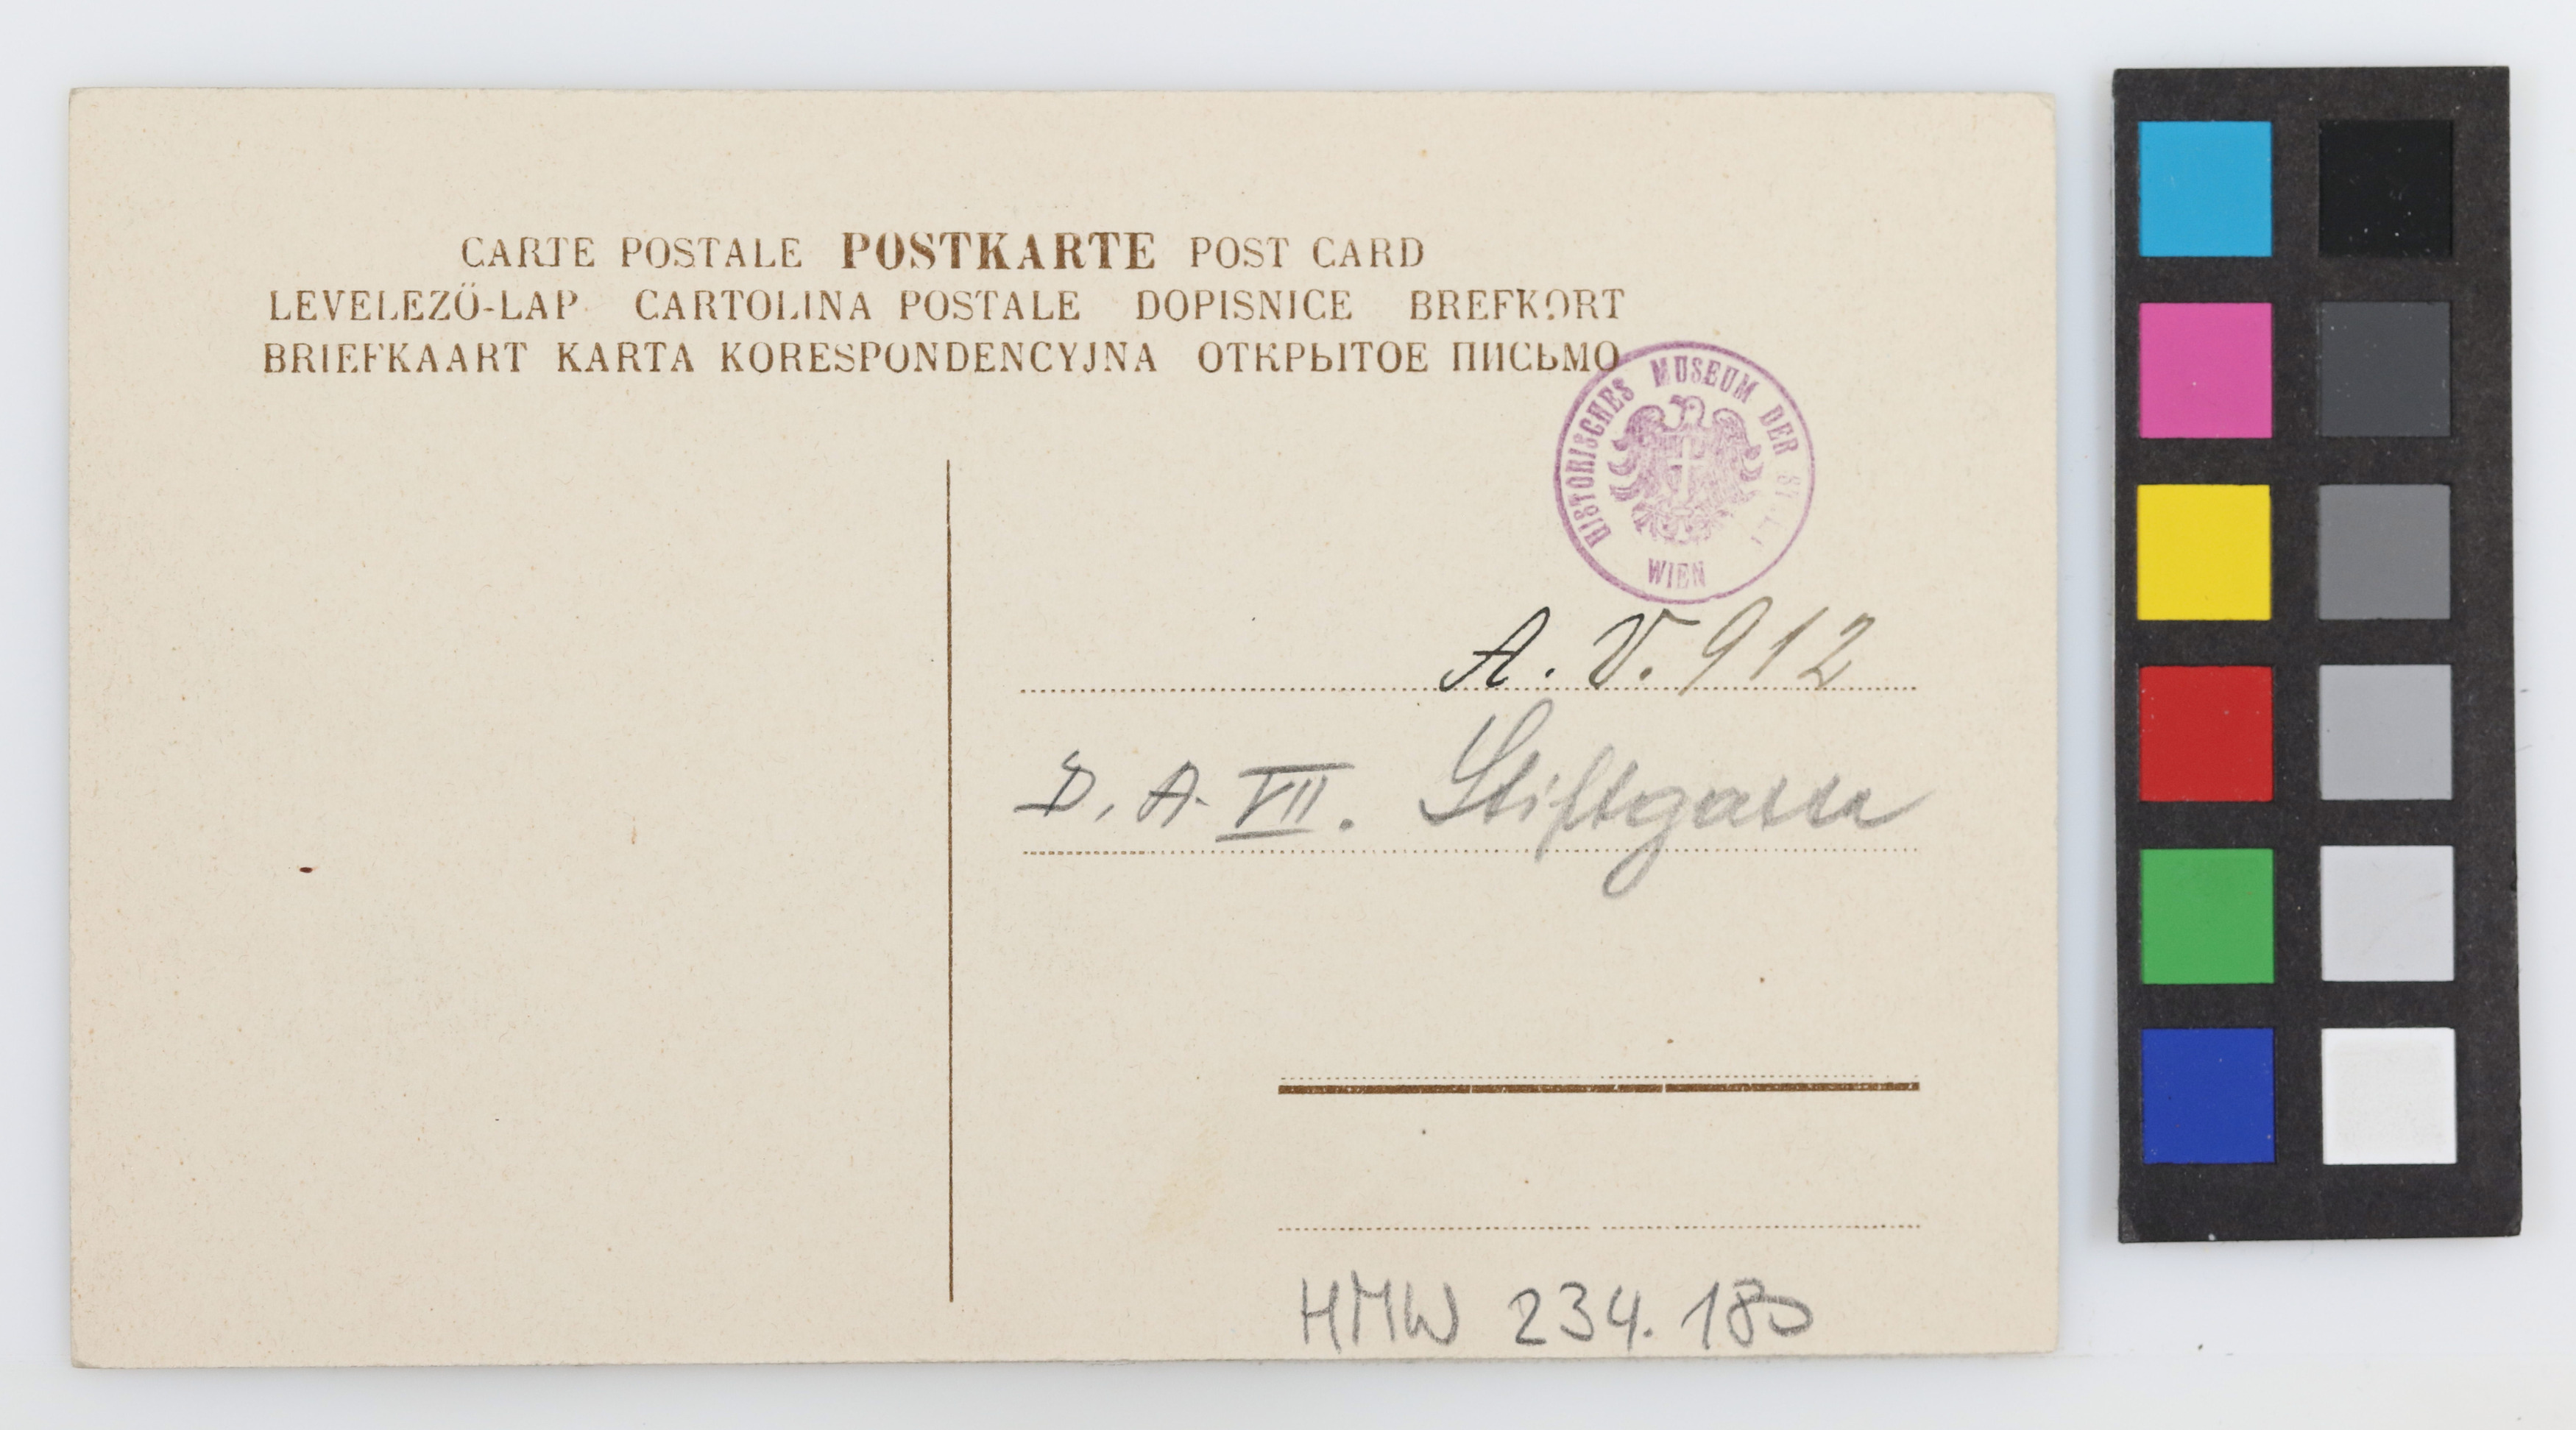 CARTE POSTALE POSTKARTE POST CARD
LEVELEZŐ-LAP CARTOLINA POSTALE DOPISNICE BREFKORT
BRIEFKAART KARTA KORESPONDENCYJNA ОТКРЫТОЕ ПИСЬМО
HISTORISCHES MUSEUM DER STADT
WIEN
A. V. 912
D. A. VII. Stiftgasse
HMW 234.180